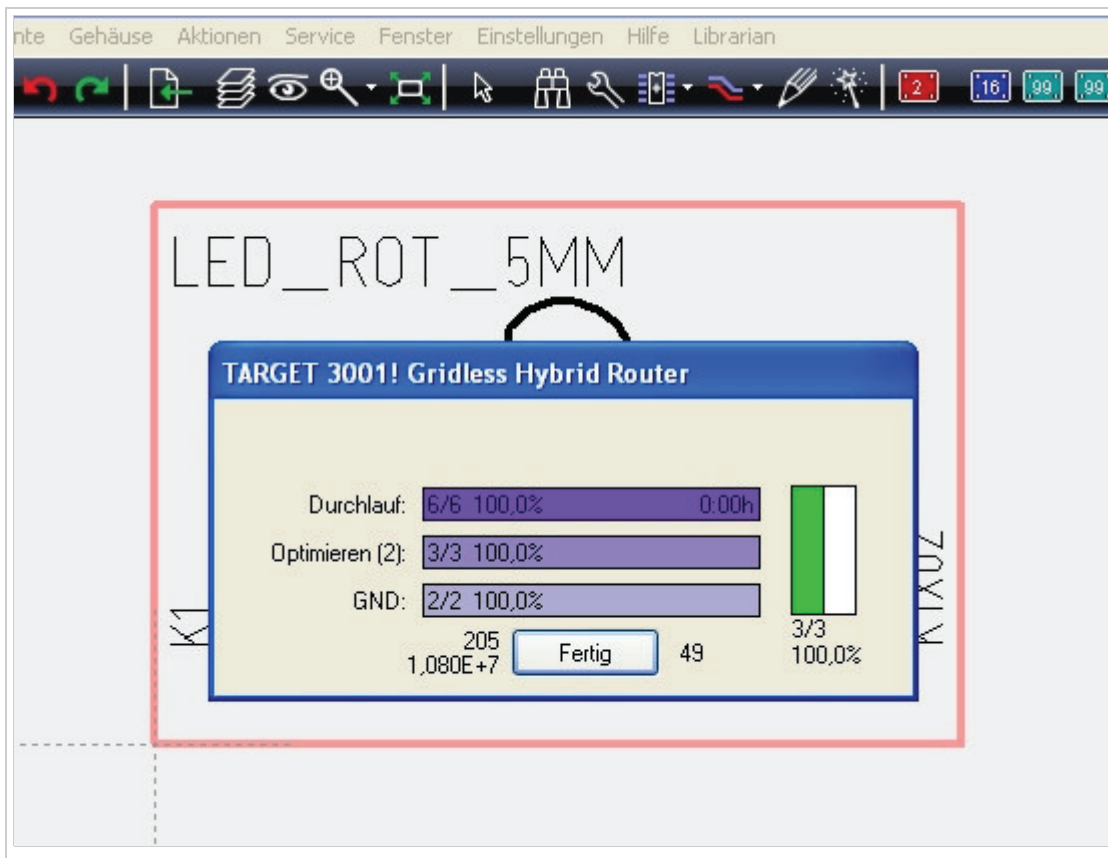 nte Gehäuse Aktionen Service Fenster Einstellungen Hilfe Librarian
2 16 99 99
LED_ROT_5MM
TARGET 3001! Gridless Hybrid Router
Durchlauf: 6/6 100,0% 0:00h
Optimieren (2): 3/3 100,0%
GND: 2/2 100,0%
3/3
100,0%
205
1,080E+7
Fertig
49
K1
K1X02